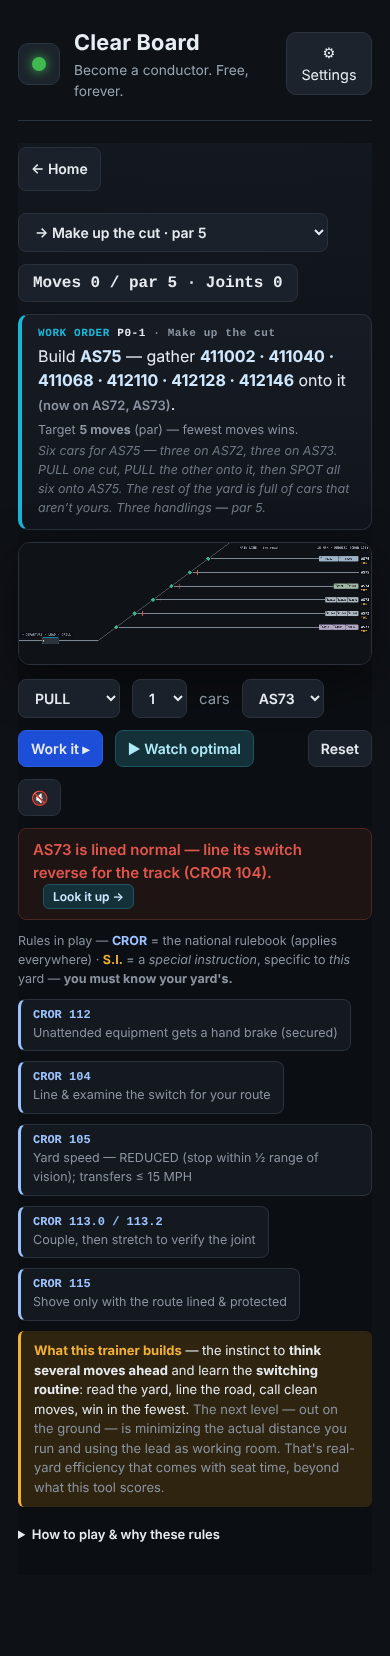 Clear Board
Become a conductor. Free,
forever.
⚙
Settings
← Home
→ Make up the cut · par 5
Moves 0 / par 5 · Joints 0
WORK ORDER P0-1 · Make up the cut
Build AS75 — gather 411002 · 411040 ·
411068 · 412110 · 412128 · 412146 onto it
(now on AS72, AS73).
Target 5 moves (par) — fewest moves wins.
Six cars for AS75 — three on AS72, three on AS73.
PULL one cut, PULL the other onto it, then SPOT all
six onto AS75. The rest of the yard is full of cars that
aren't yours. Three handlings — par 5.
PULL 1 cars AS73
Work it ▸ ▶ Watch optimal Reset
AS73 is lined normal — line its switch
reverse for the track (CROR 104).
Look it up →
Rules in play — CROR = the national rulebook (applies
everywhere) · S.I. = a special instruction, specific to this
yard — you must know your yard's.
CROR 112
Unattended equipment gets a hand brake (secured)
CROR 104
Line & examine the switch for your route
CROR 105
Yard speed — REDUCED (stop within ½ range of
vision); transfers ≤ 15 MPH
CROR 113.0 / 113.2
Couple, then stretch to verify the joint
CROR 115
Shove only with the route lined & protected
What this trainer builds — the instinct to think
several moves ahead and learn the switching
routine: read the yard, line the road, call clean
moves, win in the fewest. The next level — out on
the ground — is minimizing the actual distance you
run and using the lead as working room. That's real-
yard efficiency that comes with seat time, beyond
what this tool scores.
▸ How to play & why these rules